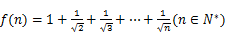 f(n) = 1 + 1/√2 + 1/√3 + ⋯ + 1/√n (n ∈ N*)